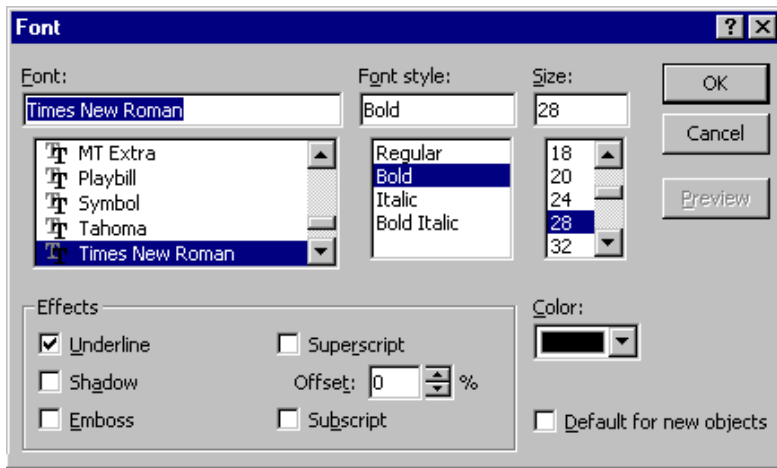 Font
Font:
Font style:
Size:
Times New Roman
Bold
28
OK
Cancel
Preview
MT Extra
Playbill
Symbol
Tahoma
Times New Roman
Regular
Bold
Italic
Bold Italic
18
20
24
28
32
Effects
Underline
Shadow
Emboss
Superscript
Offset: 0 %
Subscript
Color:
Default for new objects